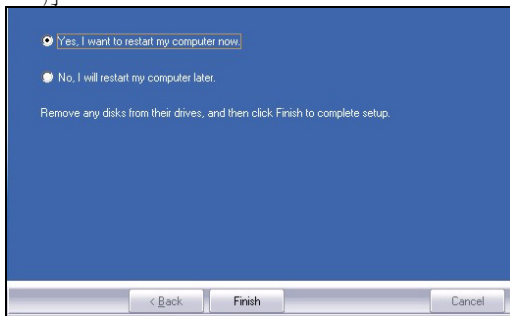 Yes, I want to restart my computer now.
No, I will restart my computer later.
Remove any disks from their drives, and then click Finish to complete setup.
< Back
Finish
Cancel